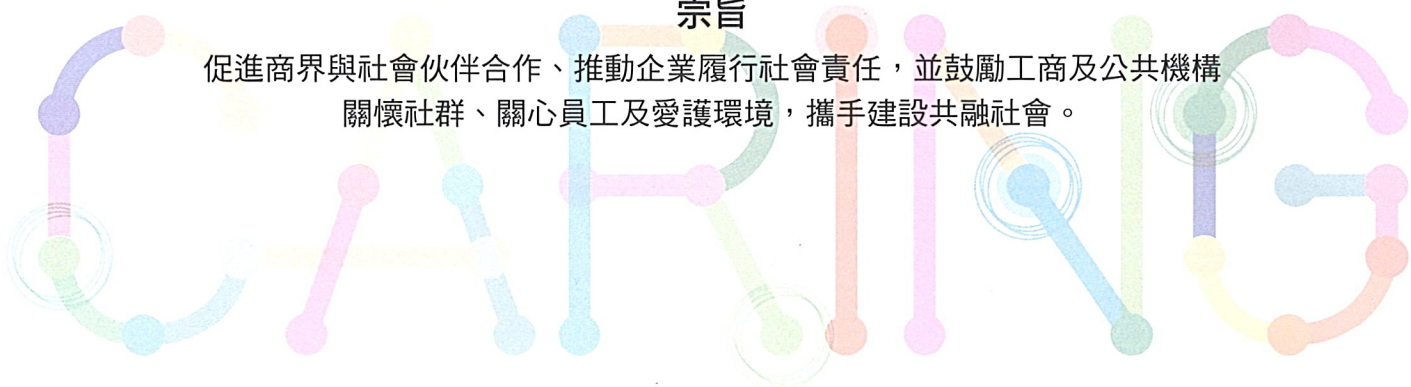 宗旨
促進商界與社會伙伴合作、推動企業履行社會責任，並鼓勵工商及公共機構
關懷社群、關心員工及愛護環境，攜手建設共融社會。
CARING